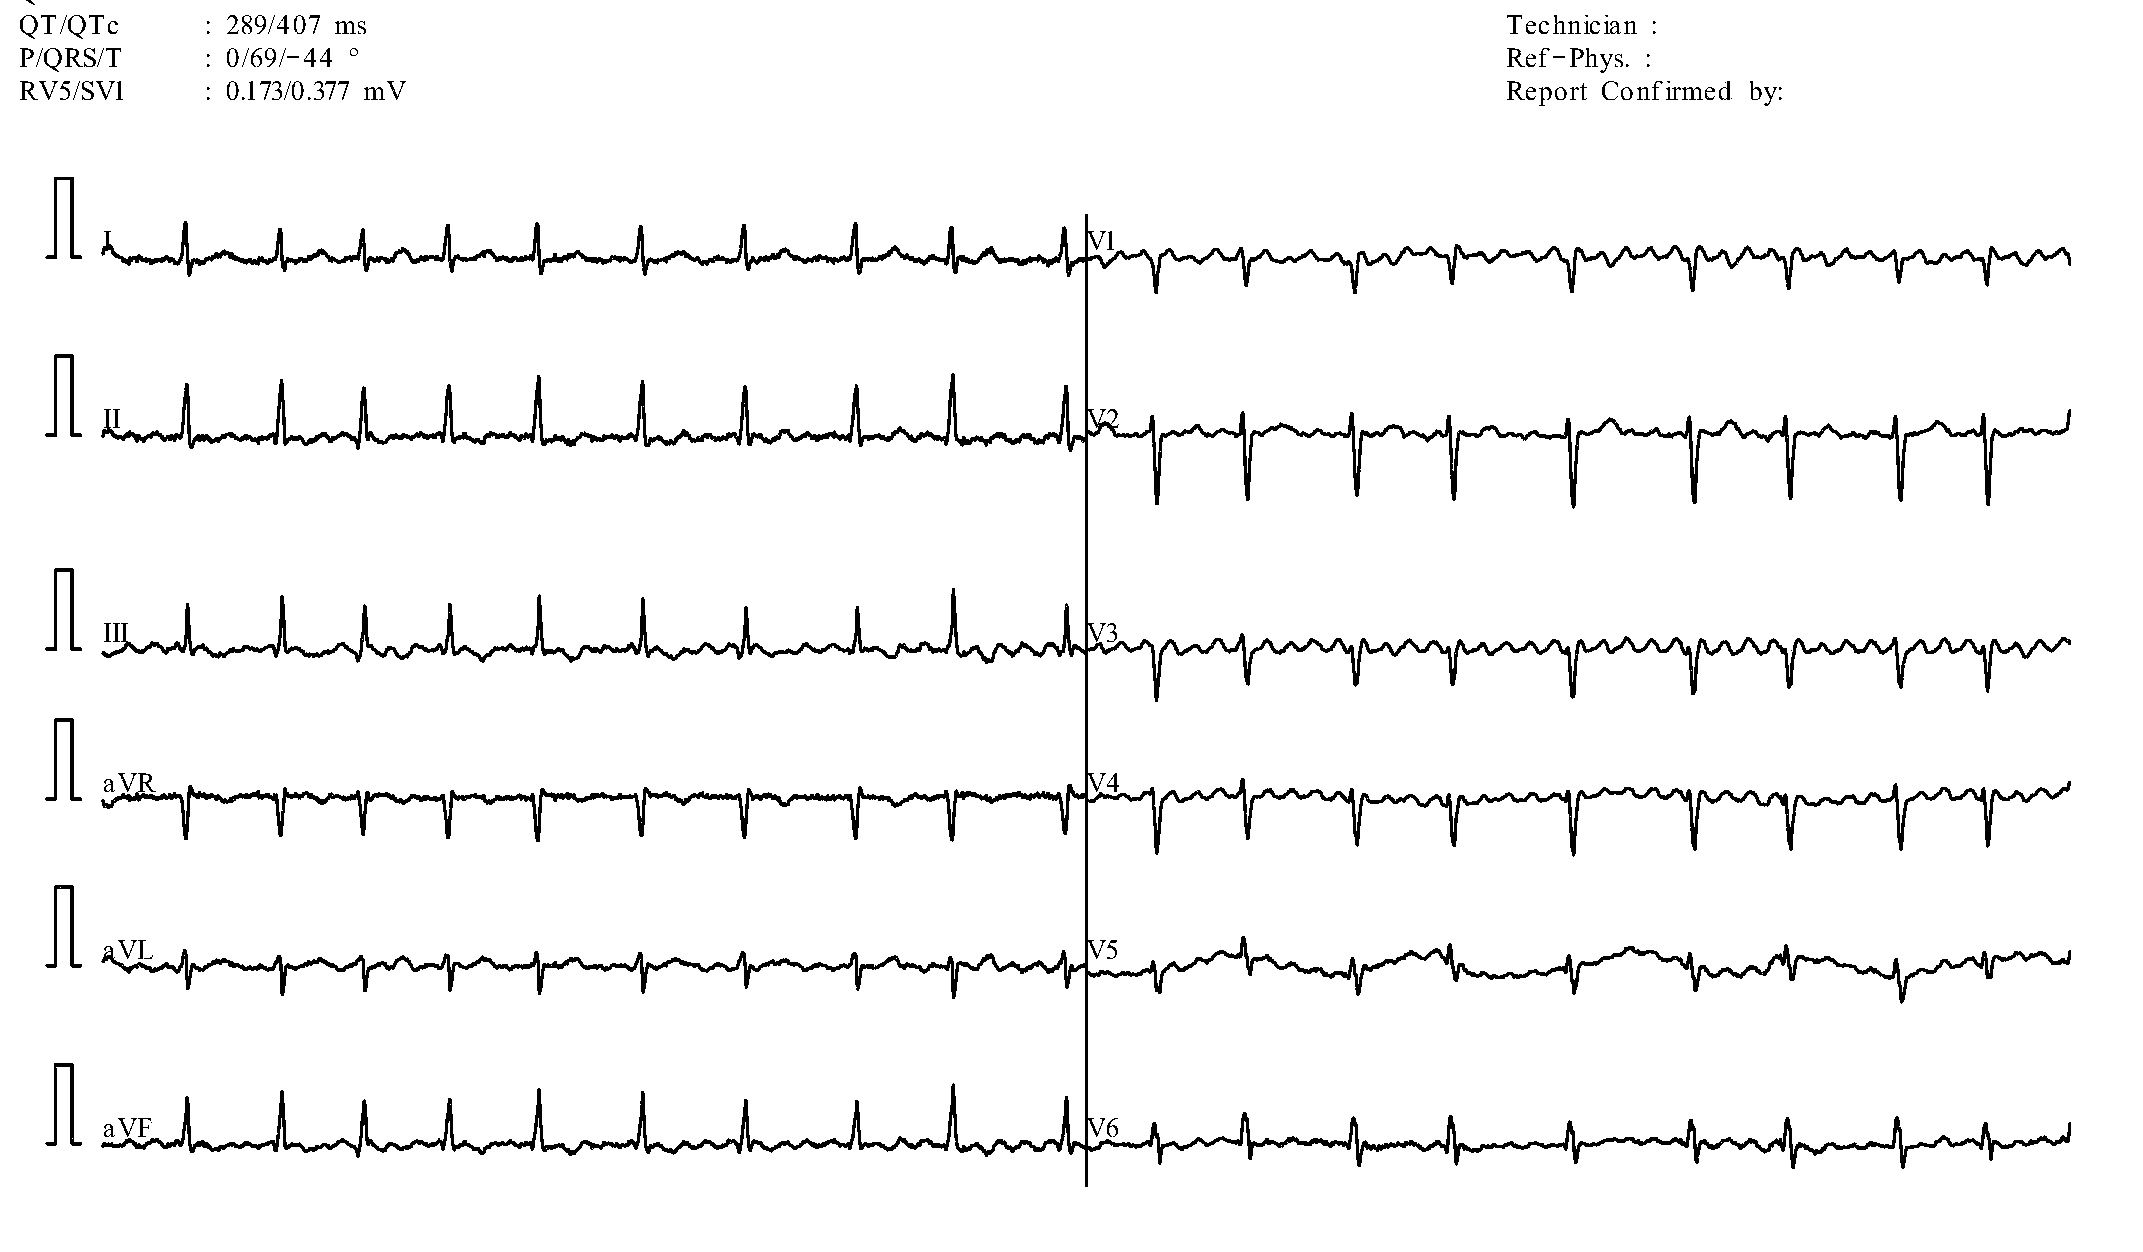 QT/QTc : 289/407 ms
P/QRS/T : 0/69/-44 °
RV5/SV1 : 0.173/0.377 mV
Technician :
Ref-Phys. :
Report Confirmed by:
I
II
III
aVR
aVL
aVF
V1
V2
V3
V4
V5
V6